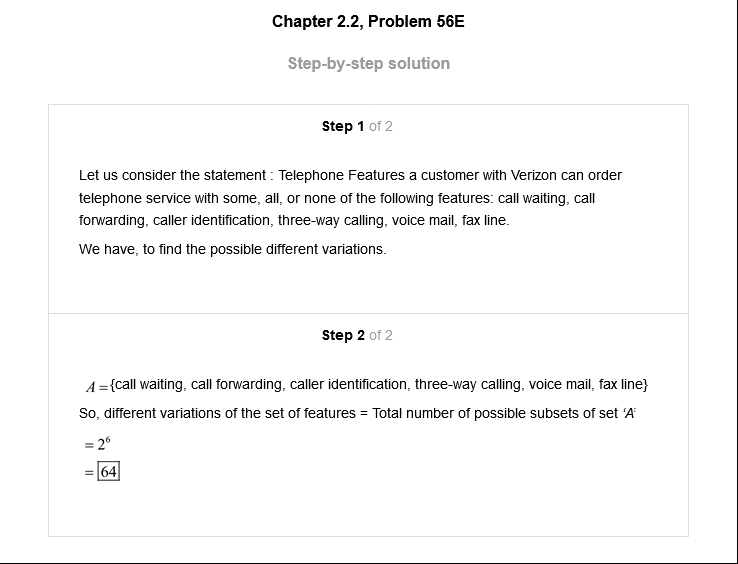 Chapter 2.2, Problem 56E
Step-by-step solution
Step 1 of 2
Let us consider the statement : Telephone Features a customer with Verizon can order
telephone service with some, all, or none of the following features: call waiting, call
forwarding, caller identification, three-way calling, voice mail, fax line.
We have, to find the possible different variations.
Step 2 of 2
A = {call waiting, call forwarding, caller identification, three-way calling, voice mail, fax line}
So, different variations of the set of features = Total number of possible subsets of set ‘A’
= 2⁶
= 64